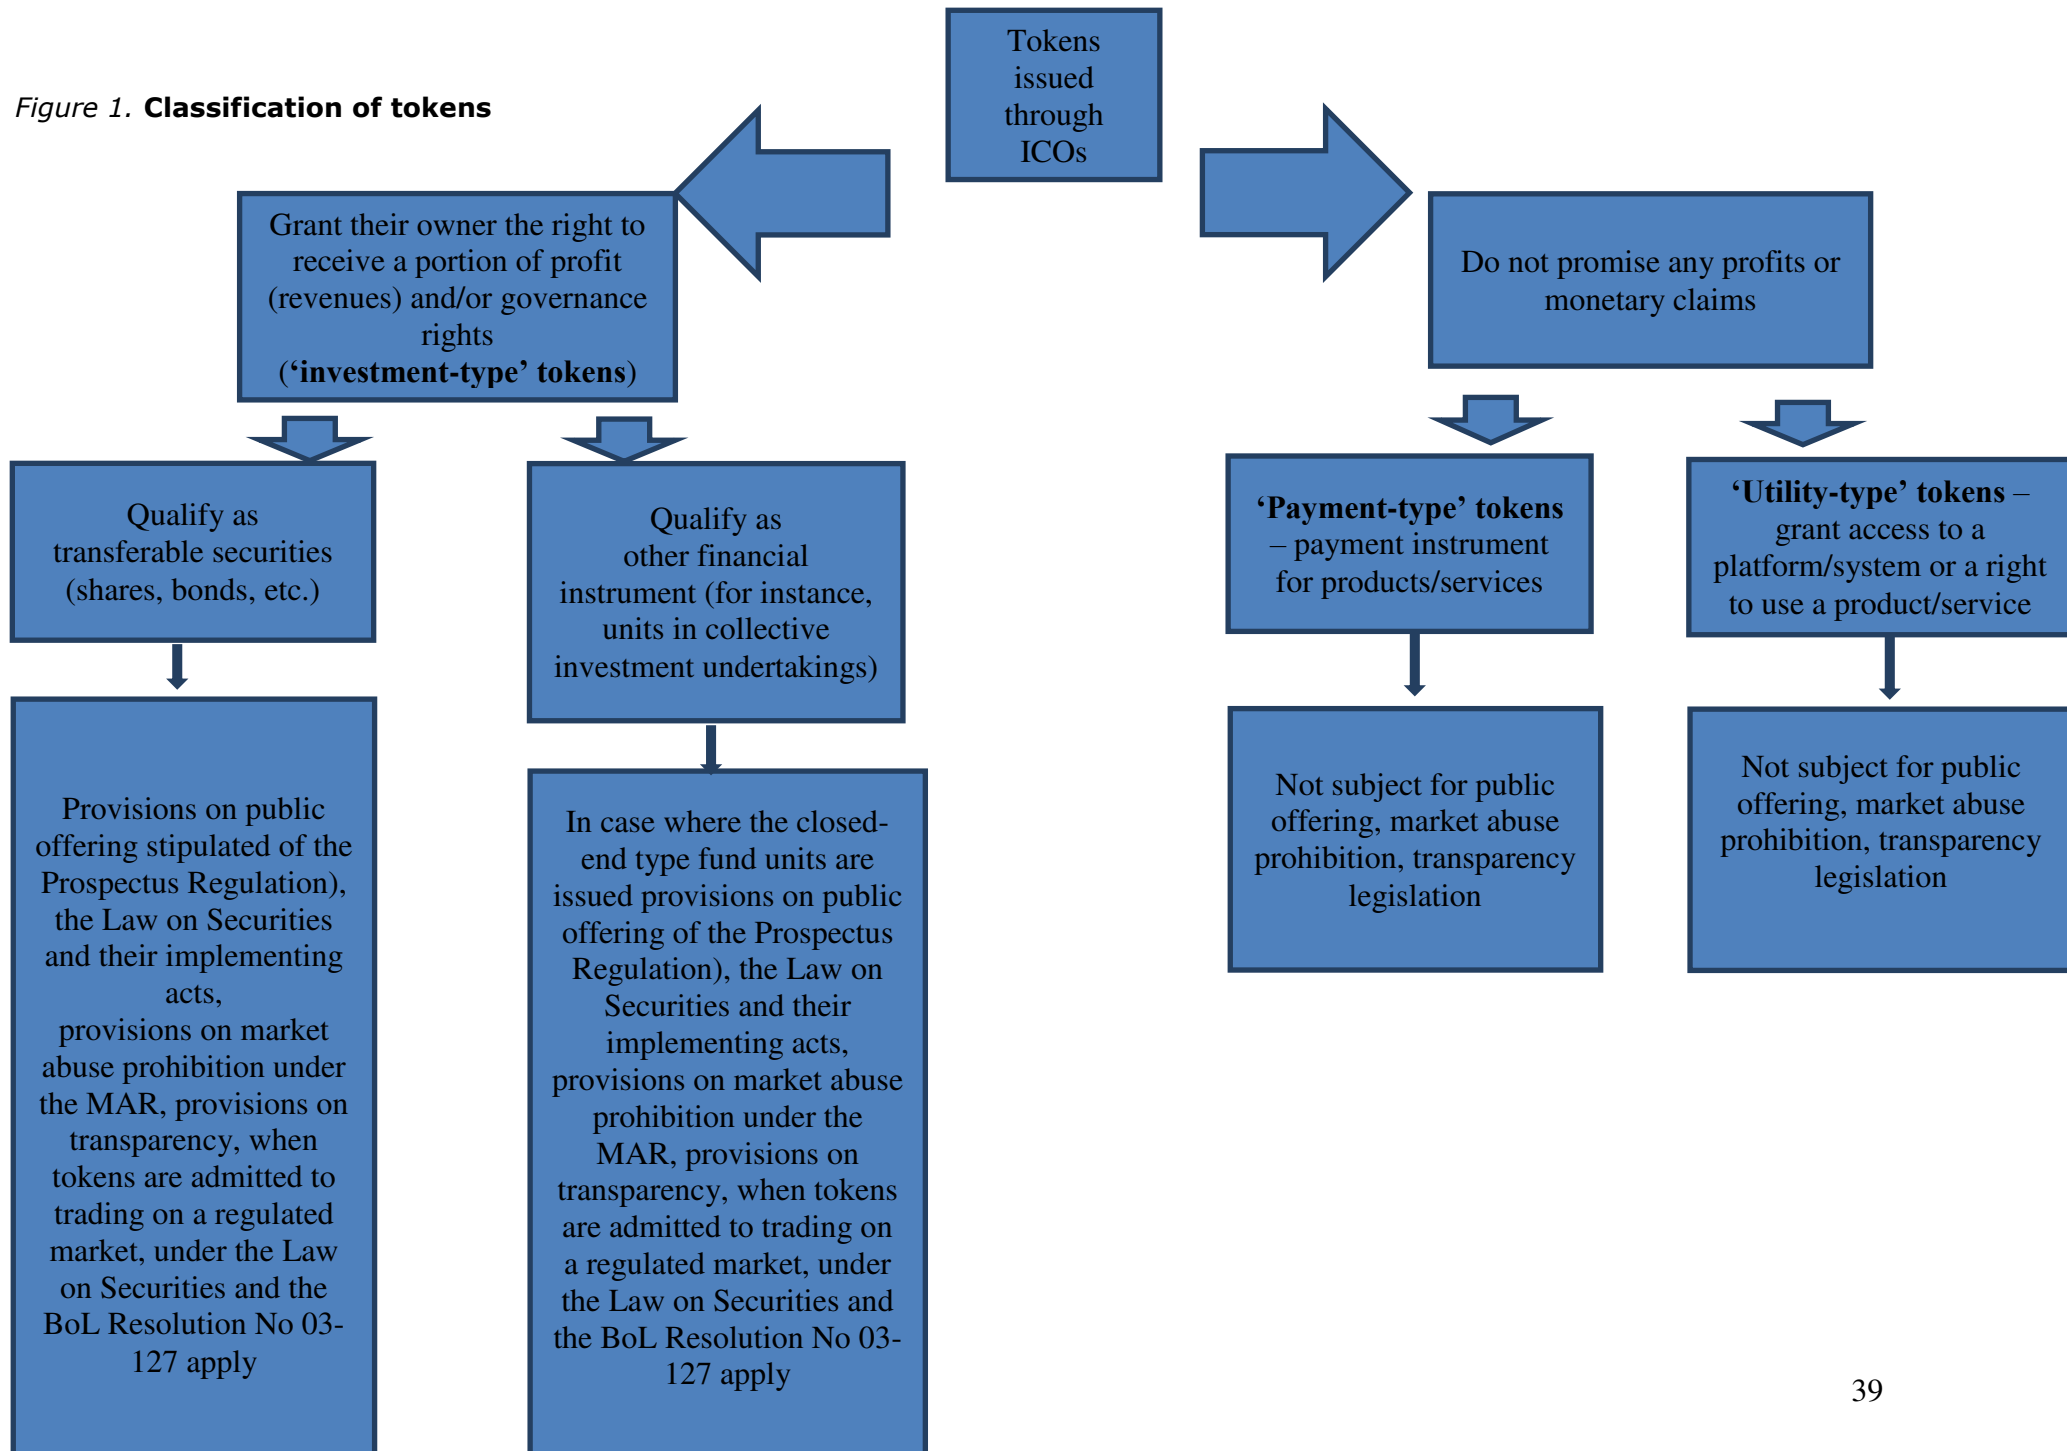 Figure 1. Classification of tokens
Tokens
issued
through
ICOs
Grant their owner the right to
receive a portion of profit
(revenues) and/or governance
rights
(‘investment-type’ tokens)
Do not promise any profits or
monetary claims
Qualify as
transferable securities
(shares, bonds, etc.)
Qualify as
other financial
instrument (for instance,
units in collective
investment undertakings)
‘Payment-type’ tokens
– payment instrument
for products/services
‘Utility-type’ tokens –
grant access to a
platform/system or a right
to use a product/service
Provisions on public
offering stipulated of the
Prospectus Regulation),
the Law on Securities
and their implementing
acts,
provisions on market
abuse prohibition under
the MAR, provisions on
transparency, when
tokens are admitted to
trading on a regulated
market, under the Law
on Securities and the
BoL Resolution No 03-
127 apply
In case where the closed-
end type fund units are
issued provisions on public
offering of the Prospectus
Regulation), the Law on
Securities and their
implementing acts,
provisions on market abuse
prohibition under the
MAR, provisions on
transparency, when tokens
are admitted to trading on
a regulated market, under
the Law on Securities and
the BoL Resolution No 03-
127 apply
Not subject for public
offering, market abuse
prohibition, transparency
legislation
Not subject for public
offering, market abuse
prohibition, transparency
legislation
39